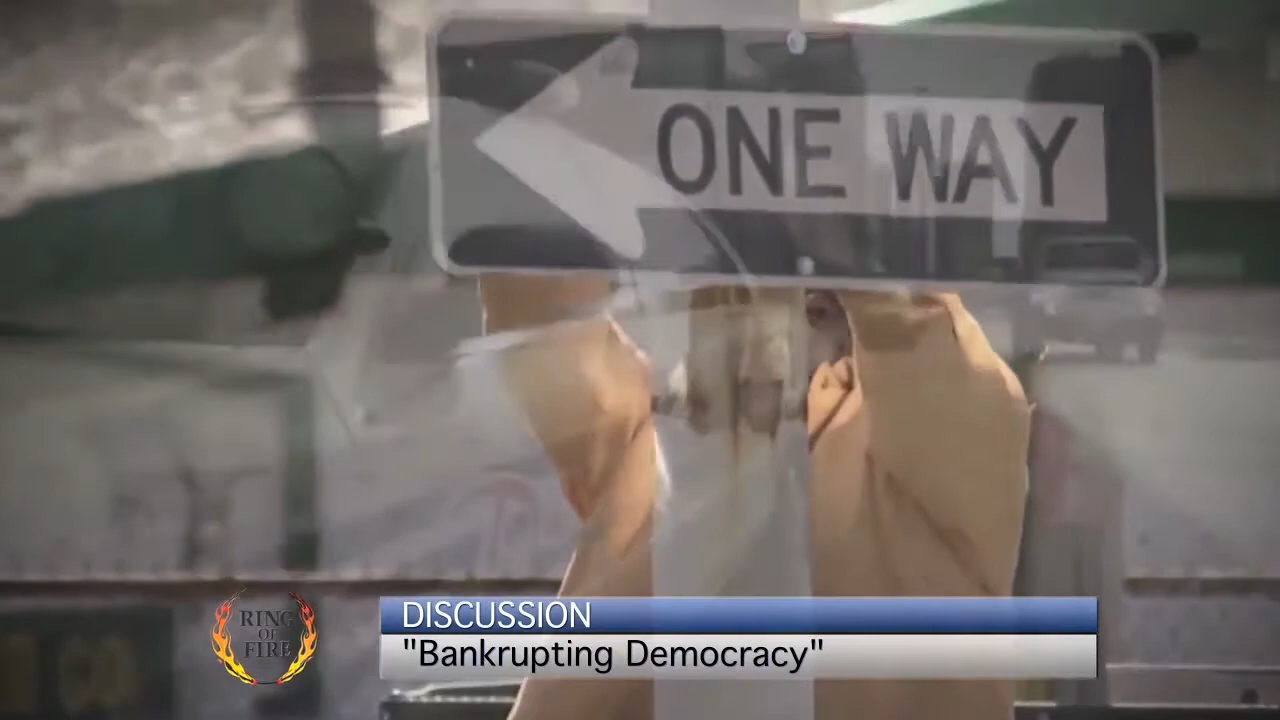 ONE WAY
RING
OF
FIRE
DISCUSSION
"Bankrupting Democracy"